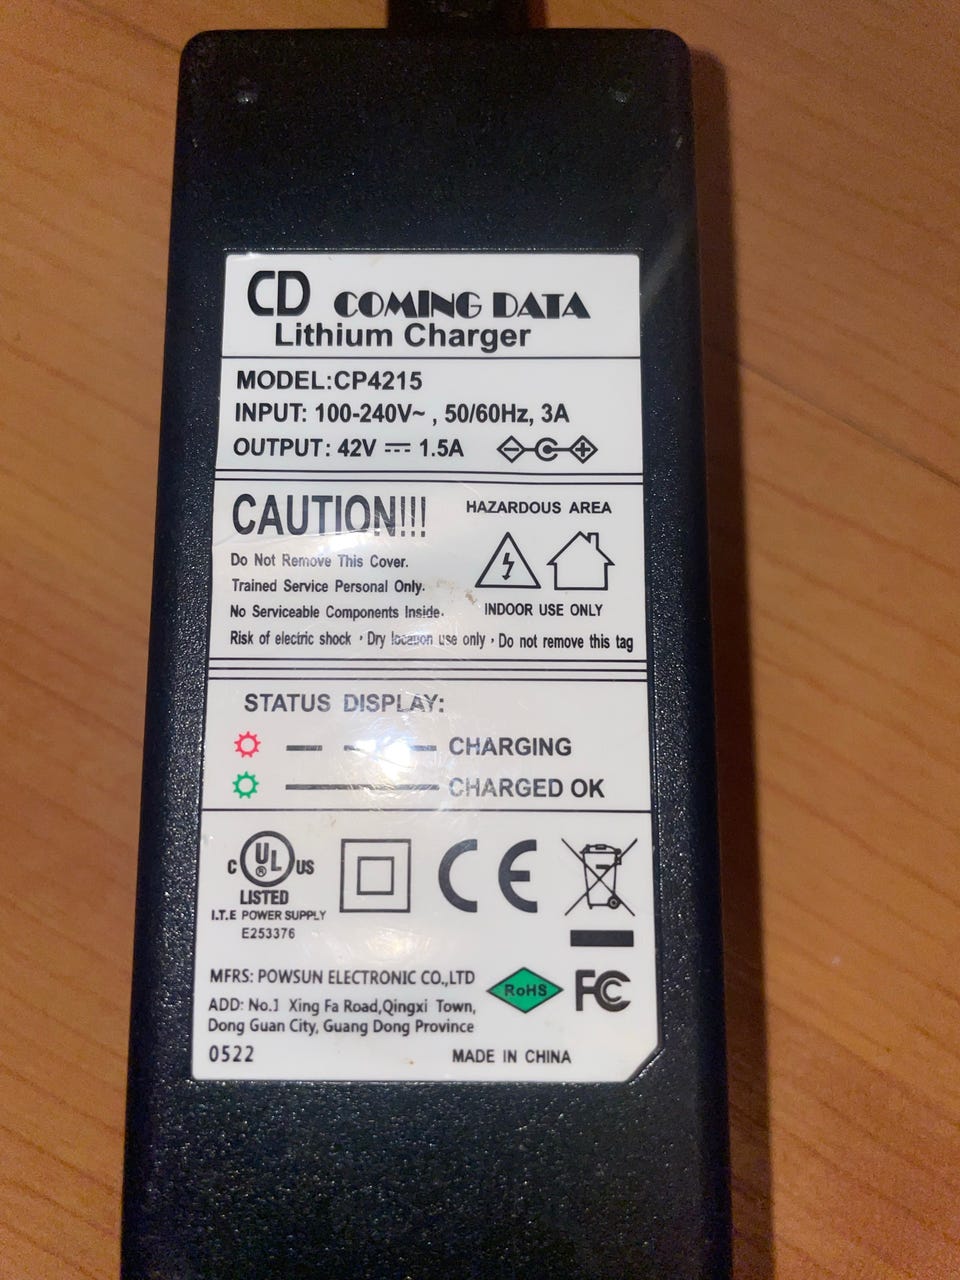 CD COMING DATA
Lithium Charger
MODEL:CP4215
INPUT: 100-240V~ , 50/60Hz, 3A
OUTPUT: 42V ⎓ 1.5A
CAUTION!!!
HAZARDOUS AREA
Do Not Remove This Cover.
Trained Service Personal Only.
No Serviceable Components Inside.
INDOOR USE ONLY
Risk of electric shock , Dry location use only , Do not remove this tag
STATUS DISPLAY:
CHARGING
CHARGED OK
C UL ® US
LISTED
I.T.E POWER SUPPLY
E253376
CE
MFRS: POWSUN ELECTRONIC CO.,LTD
RoHS
FC
ADD: No.1 Xing Fa Road,Qingxi Town,
Dong Guan City, Guang Dong Province
0522
MADE IN CHINA